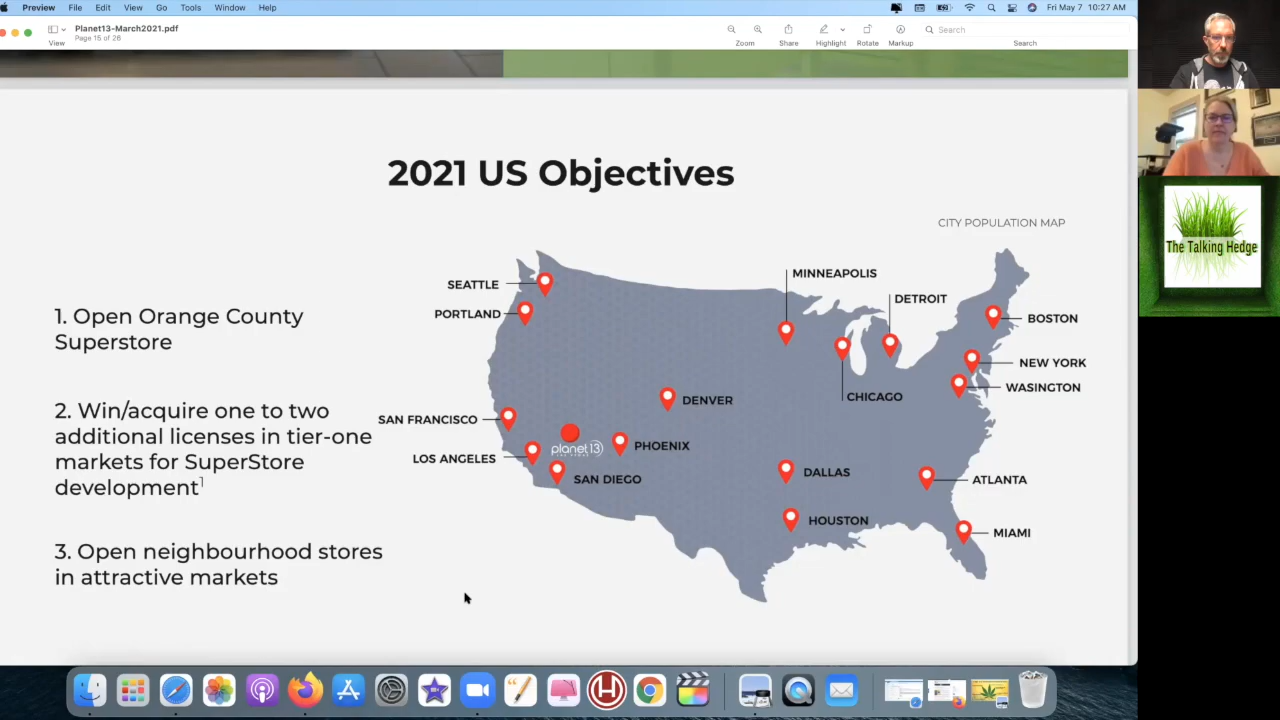 Preview File Edit View Go Tools Window Help
Fri May 7 10:27 AM
Planet13-March2021.pdf
Page 15 of 26
View
Zoom Share Highlight Rotate Markup
Search
Search
2021 US Objectives
CITY POPULATION MAP
1. Open Orange County
Superstore
2. Win/acquire one to two
additional licenses in tier-one
markets for SuperStore
development1
3. Open neighbourhood stores
in attractive markets
SEATTLE
PORTLAND
SAN FRANCISCO
LOS ANGELES
SAN DIEGO
planet 13
PHOENIX
DENVER
MINNEAPOLIS
DETROIT
CHICAGO
DALLAS
HOUSTON
BOSTON
NEW YORK
WASINGTON
ATLANTA
MIAMI
The Talking Hedge